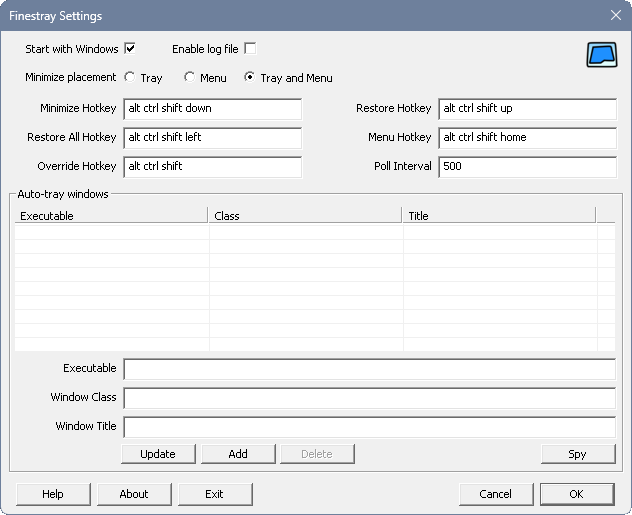 Finestray Settings
Start with Windows Enable log file
Minimize placement Tray Menu Tray and Menu
Minimize Hotkey alt ctrl shift down Restore Hotkey alt ctrl shift up
Restore All Hotkey alt ctrl shift left Menu Hotkey alt ctrl shift home
Override Hotkey alt ctrl shift Poll Interval 500
Auto-tray windows
Executable Class Title
Executable
Window Class
Window Title
Update Add Delete Spy
Help About Exit Cancel OK